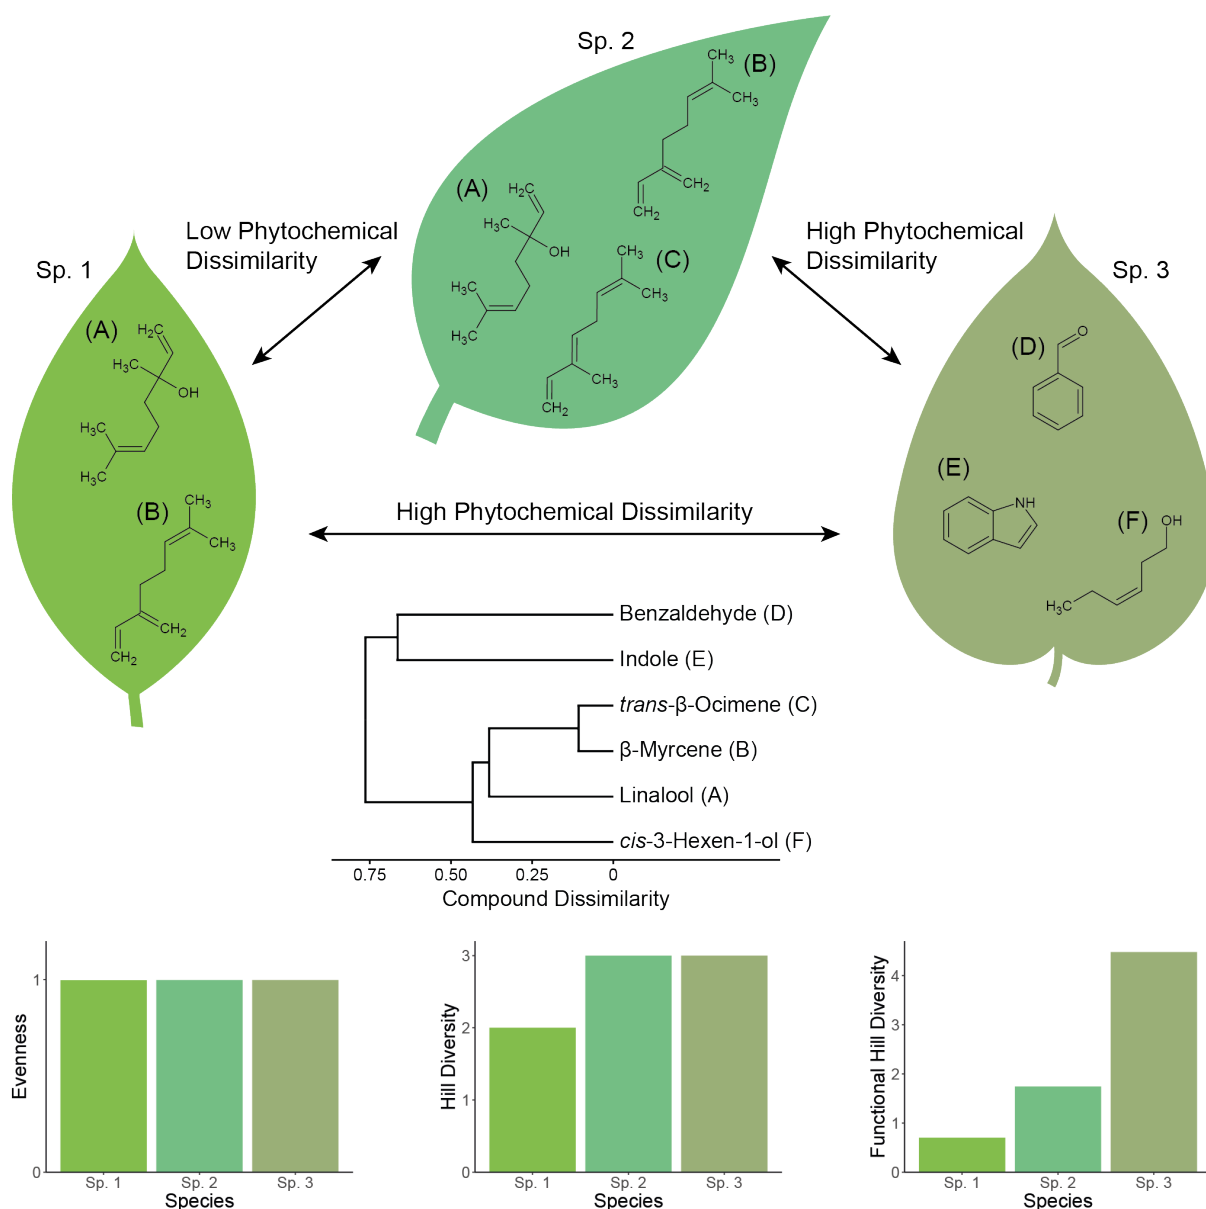 Sp. 2
CH₃
(B)
CH₃
CH₂
CH₂
(A)
H₂C
H₃C
OH
H₃C
H₃C
(C)
CH₃
CH₃
CH₃
CH₂
Low Phytochemical
Dissimilarity
High Phytochemical
Dissimilarity
Sp. 1
(A)
H₂C
H₃C
OH
H₃C
H₃C
(B)
CH₃
CH₃
CH₂
CH₂
Sp. 3
(D)
O
(E)
NH
(F)
OH
H₃C
High Phytochemical Dissimilarity
Benzaldehyde (D)
Indole (E)
trans-β-Ocimene (C)
β-Myrcene (B)
Linalool (A)
cis-3-Hexen-1-ol (F)
0.75 0.50 0.25 0
Compound Dissimilarity
Evenness
1
0
Sp. 1 Sp. 2 Sp. 3
Species
Hill Diversity
3
2
1
0
Sp. 1 Sp. 2 Sp. 3
Species
Functional Hill Diversity
4
3
2
1
0
Sp. 1 Sp. 2 Sp. 3
Species